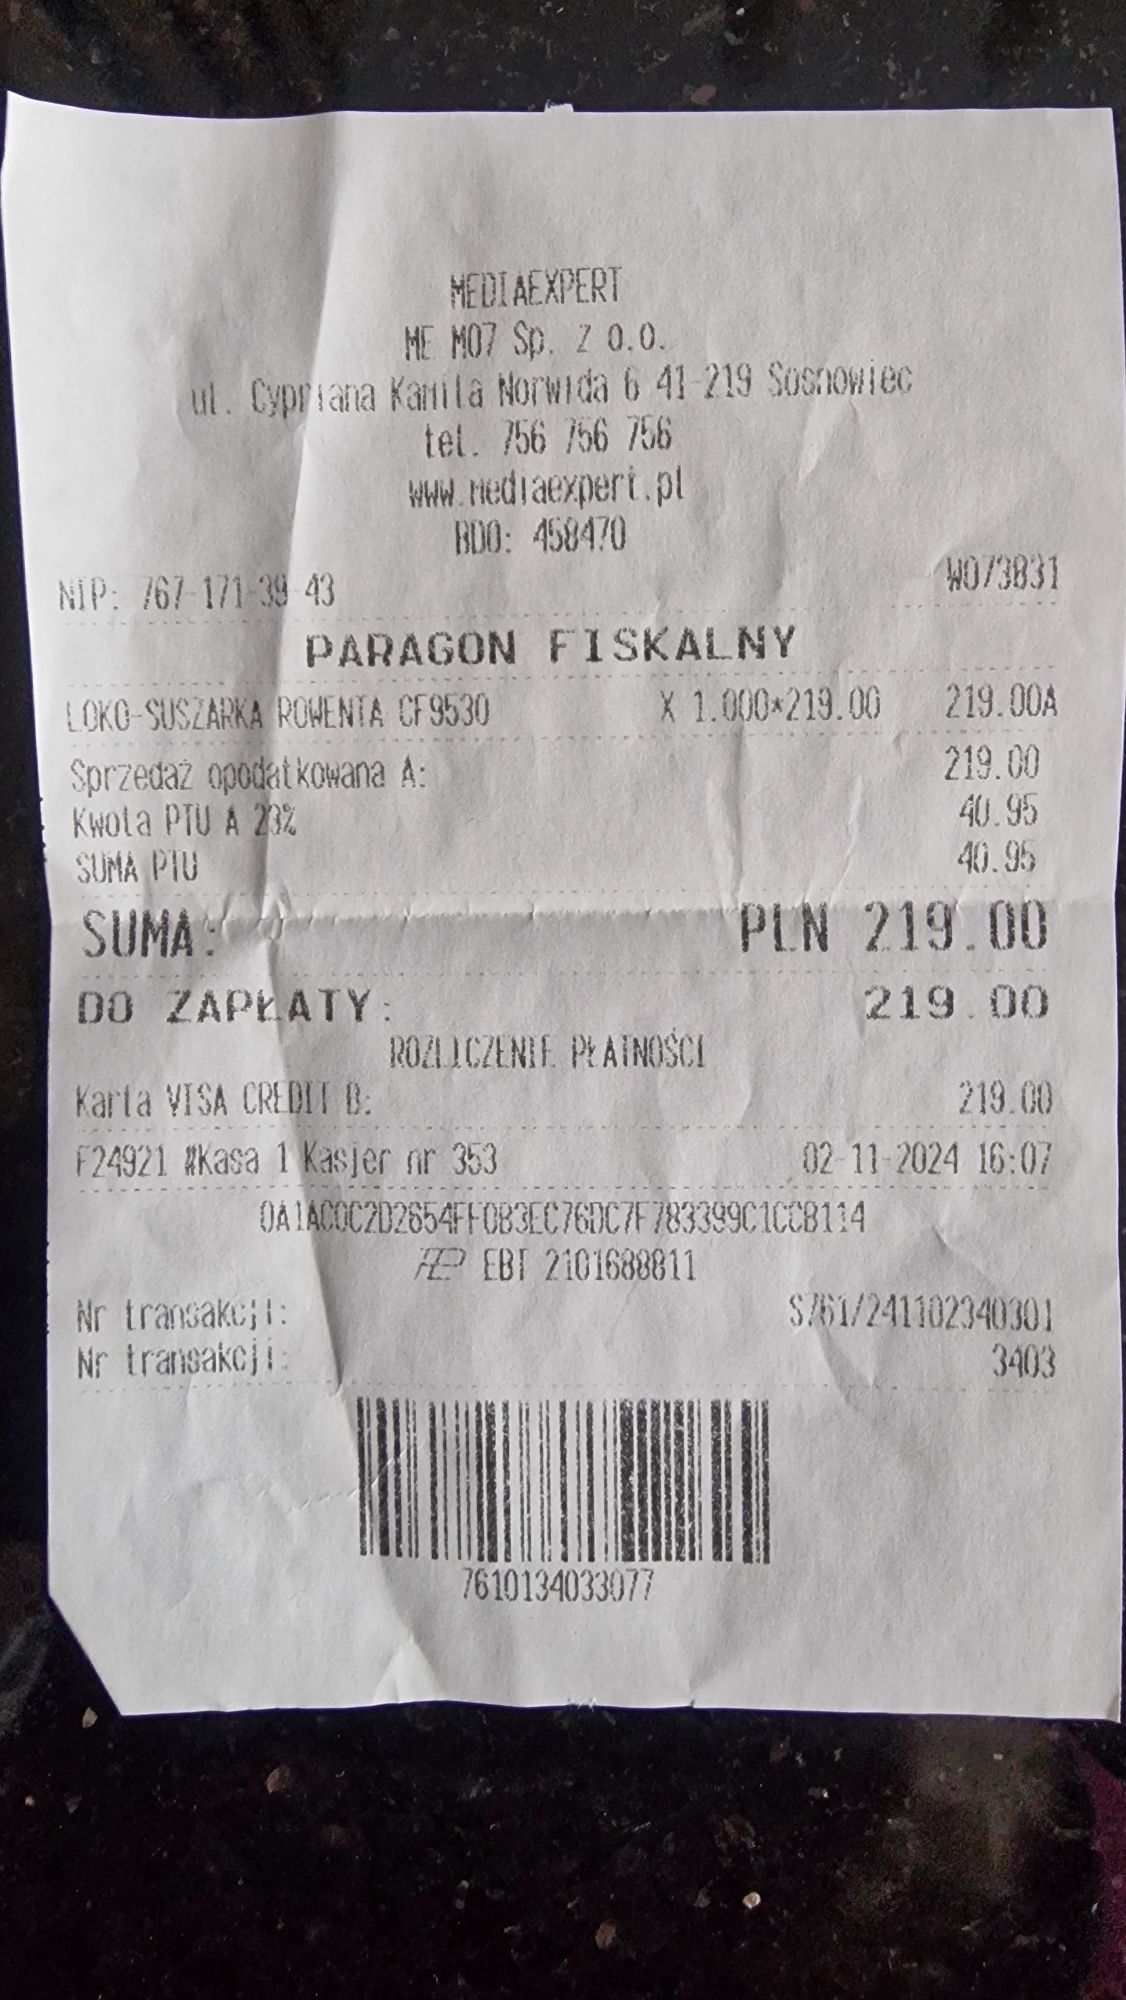 MEDIAEXPERT
ME M07 Sp. Z o.o.
ul. Cypriana Kamila Norwida 6 41-219 Sosnowiec
tel. 756 756 756
www.mediaexpert.pl
BDO: 458470
NIP: 767-171-39-43 W073831
PARAGON FISKALNY
LOKO-SUSZARKA ROWENTA CF9530 X 1.000*219.00 219.00A
Sprzedaż opodatkowana A: 219.00
Kwota PTU A 23% 40.95
SUMA PTU 40.95
SUMA: PLN 219.00
DO ZAPŁATY: 219.00
ROZLICZENIE PŁATNOŚCI
Karta VISA CREDIT B: 219.00
F24921 #Kasa 1 Kasjer nr 353 02-11-2024 16:07
0A1AC0C2D2654FF0B3EC76DC7F783399C1CCB114
EBT 2101688811
Nr transakcji: S761/241102340301
Nr transakcji: 3403
7610134033077